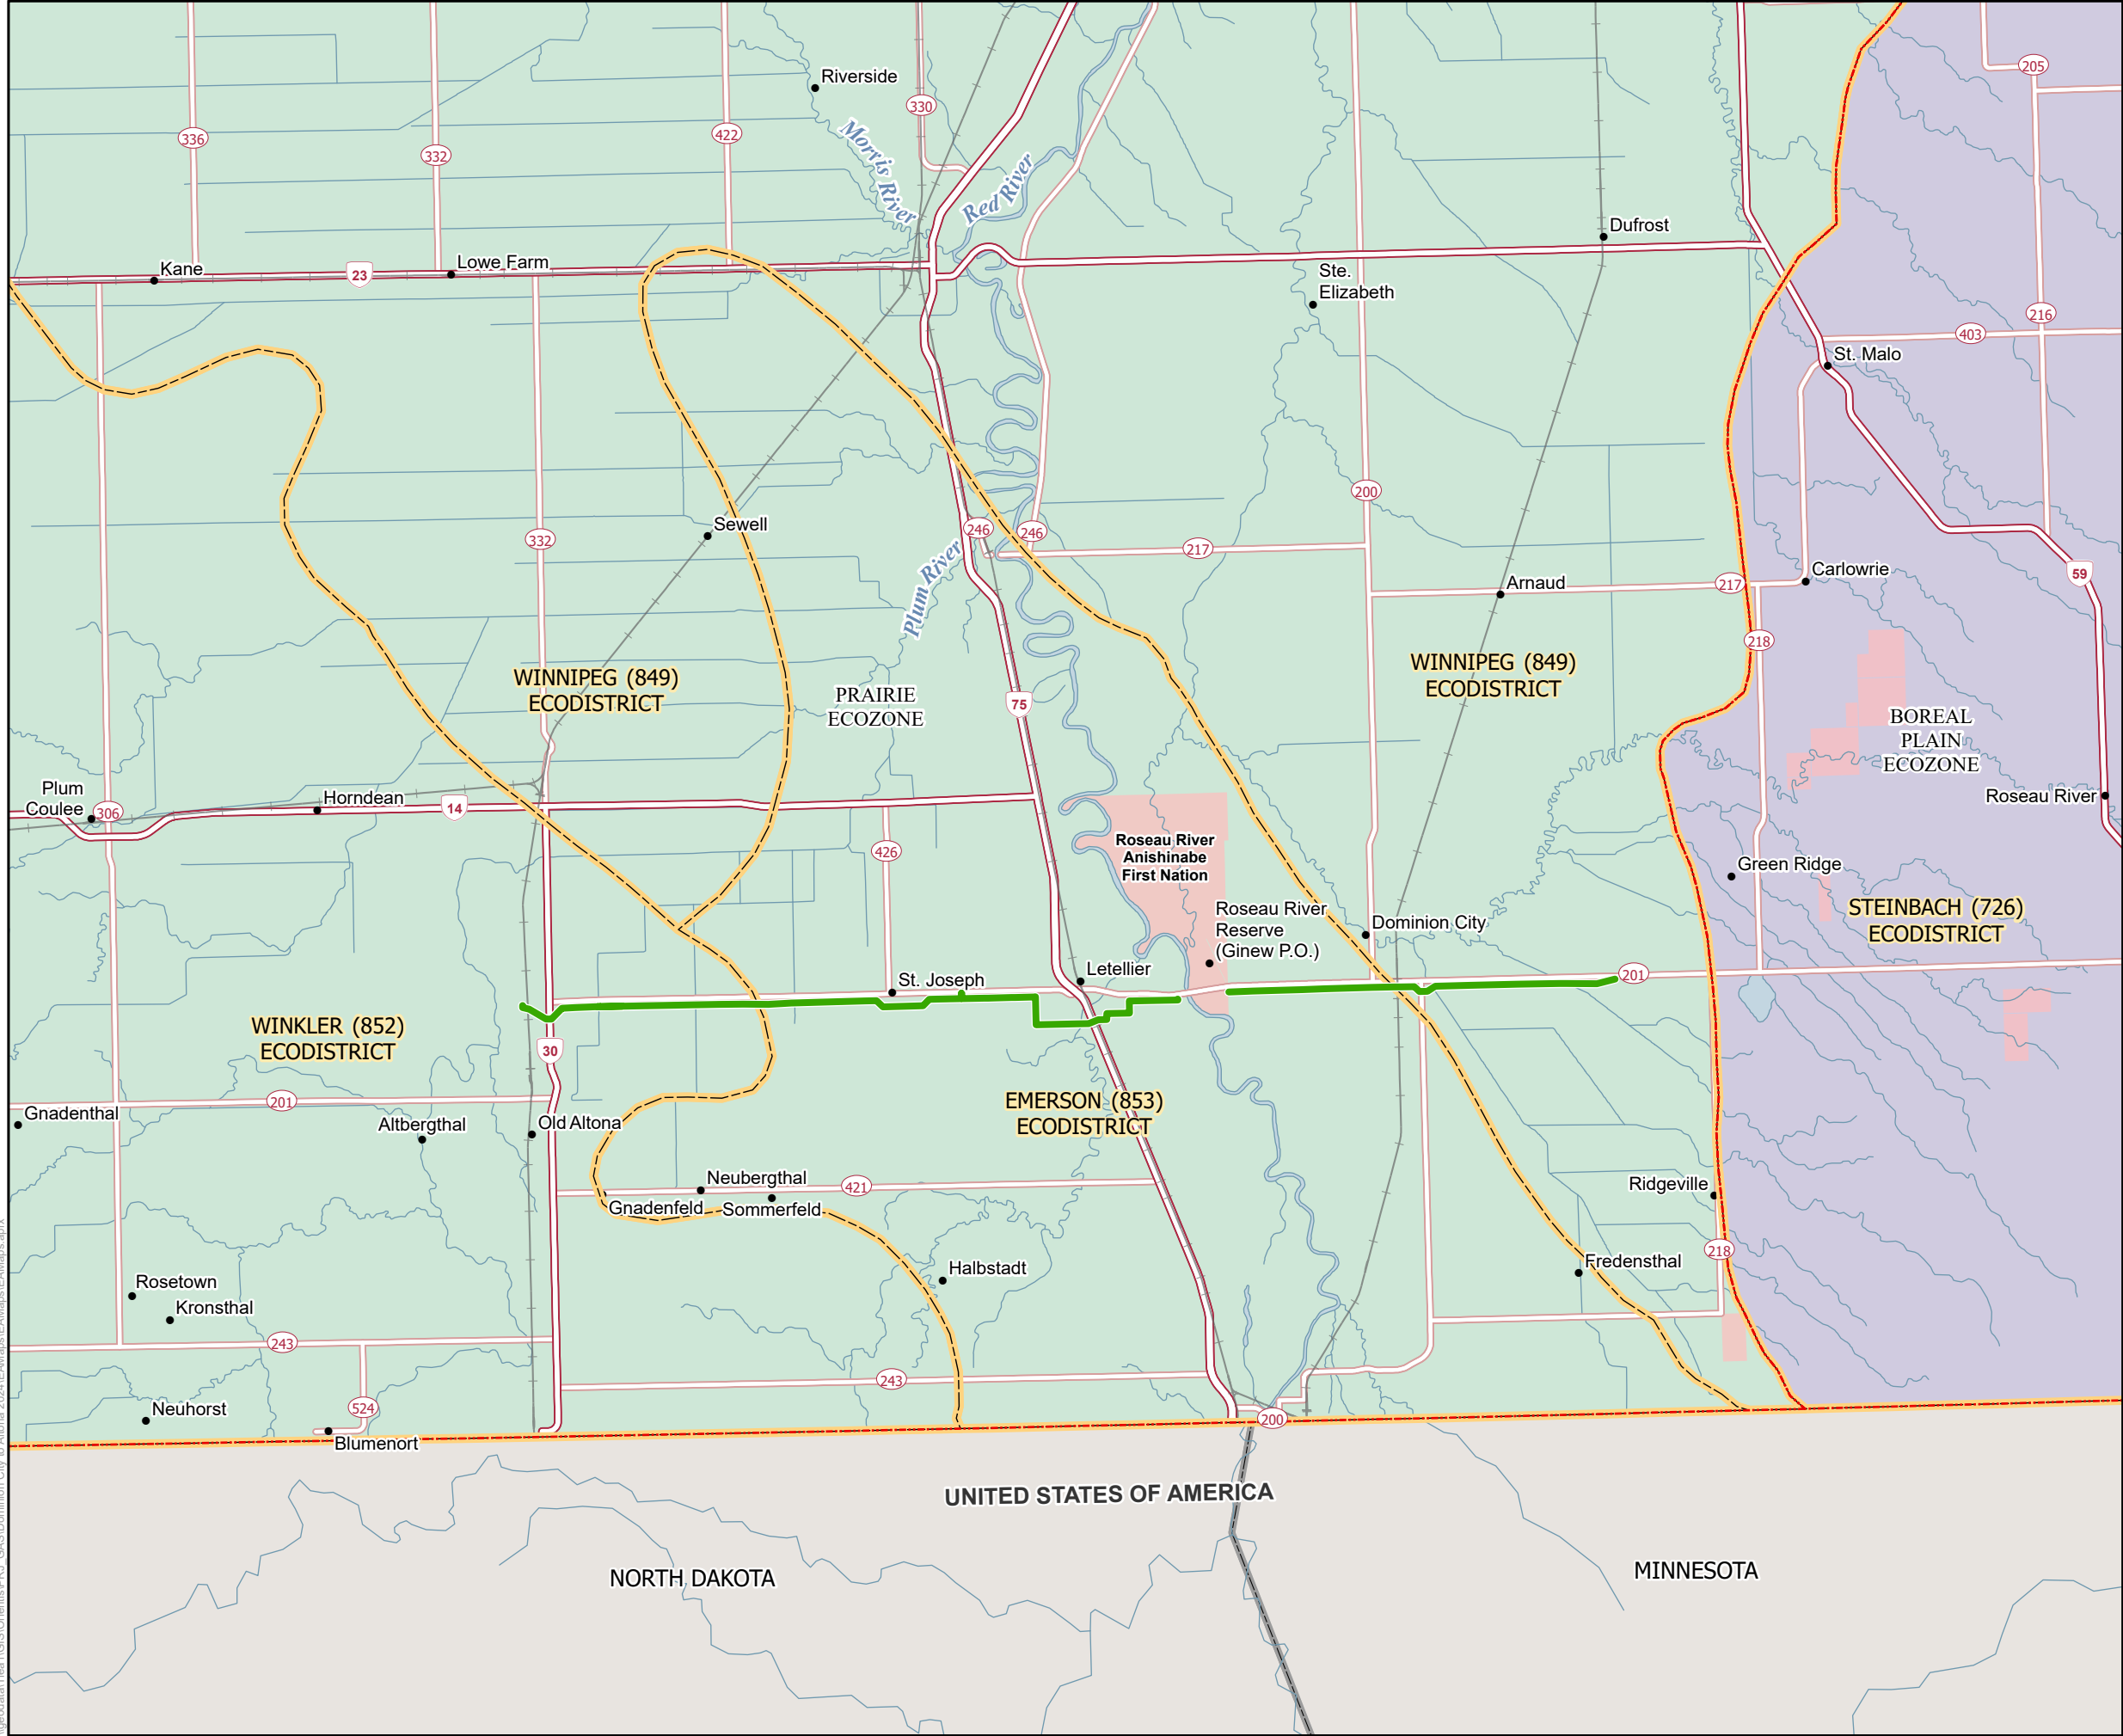 205
Riverside
330
336
422
332
Morris River
Red River
Dufrost
Kane
23
Lowe Farm
Ste.
Elizabeth
216
403
St. Malo
200
Sewell
332
246
246
217
Plum River
Arnaud
217
Carlowrie
59
218
WINNIPEG (849)
ECODISTRICT
PRAIRIE
ECOZONE
75
WINNIPEG (849)
ECODISTRICT
BOREAL
PLAIN
ECOZONE
Plum
Coulee
306
Horndean
14
Roseau River
426
Roseau River
Anishinabe
First Nation
Green Ridge
Roseau River
Reserve
(Ginew P.O.)
Dominion City
STEINBACH (726)
ECODISTRICT
St. Joseph
Letellier
201
WINKLER (852)
ECODISTRICT
30
201
Gnadenthal
Altbergthal
Old Altona
EMERSON (853)
ECODISTRICT
Neubergthal
421
Gnadenfeld
Sommerfeld
Ridgeville
218
Fredensthal
Halbstadt
Rosetown
Kronsthal
243
243
524
Neuhorst
Blumenort
200
UNITED STATES OF AMERICA
NORTH DAKOTA
MINNESOTA